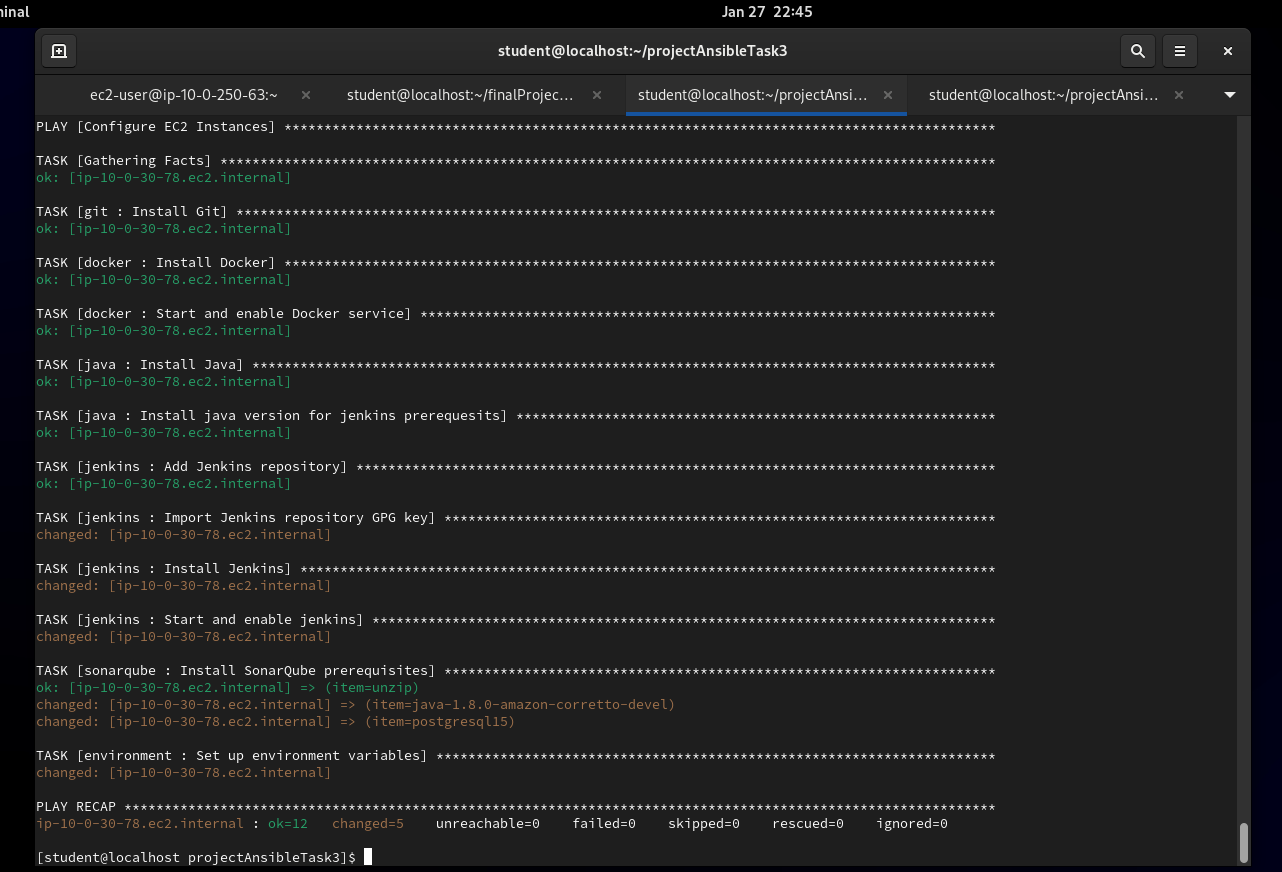 minal
Jan 27 22:45
student@localhost:~/projectAnsibleTask3
ec2-user@ip-10-0-250-63:~
student@localhost:~/finalProjec...
student@localhost:~/projectAnsi...
student@localhost:~/projectAnsi...
PLAY [Configure EC2 Instances] *****************************************************************************************
TASK [Gathering Facts] *************************************************************************************************
ok: [ip-10-0-30-78.ec2.internal]
TASK [git : Install Git] ***********************************************************************************************
ok: [ip-10-0-30-78.ec2.internal]
TASK [docker : Install Docker] *****************************************************************************************
ok: [ip-10-0-30-78.ec2.internal]
TASK [docker : Start and enable Docker service] ************************************************************************
ok: [ip-10-0-30-78.ec2.internal]
TASK [java : Install Java] *********************************************************************************************
ok: [ip-10-0-30-78.ec2.internal]
TASK [java : Install java version for jenkins prerequesits] ************************************************************
ok: [ip-10-0-30-78.ec2.internal]
TASK [jenkins : Add Jenkins repository] ********************************************************************************
ok: [ip-10-0-30-78.ec2.internal]
TASK [jenkins : Import Jenkins repository GPG key] *********************************************************************
changed: [ip-10-0-30-78.ec2.internal]
TASK [jenkins : Install Jenkins] ***************************************************************************************
changed: [ip-10-0-30-78.ec2.internal]
TASK [jenkins : Start and enable jenkins] ******************************************************************************
changed: [ip-10-0-30-78.ec2.internal]
TASK [sonarqube : Install SonarQube prerequisites] *********************************************************************
ok: [ip-10-0-30-78.ec2.internal] => (item=unzip)
changed: [ip-10-0-30-78.ec2.internal] => (item=java-1.8.0-amazon-corretto-devel)
changed: [ip-10-0-30-78.ec2.internal] => (item=postgresql15)
TASK [environment : Set up environment variables] **********************************************************************
changed: [ip-10-0-30-78.ec2.internal]
PLAY RECAP *************************************************************************************************************
ip-10-0-30-78.ec2.internal : ok=12   changed=5    unreachable=0    failed=0    skipped=0    rescued=0    ignored=0
[student@localhost projectAnsibleTask3]$